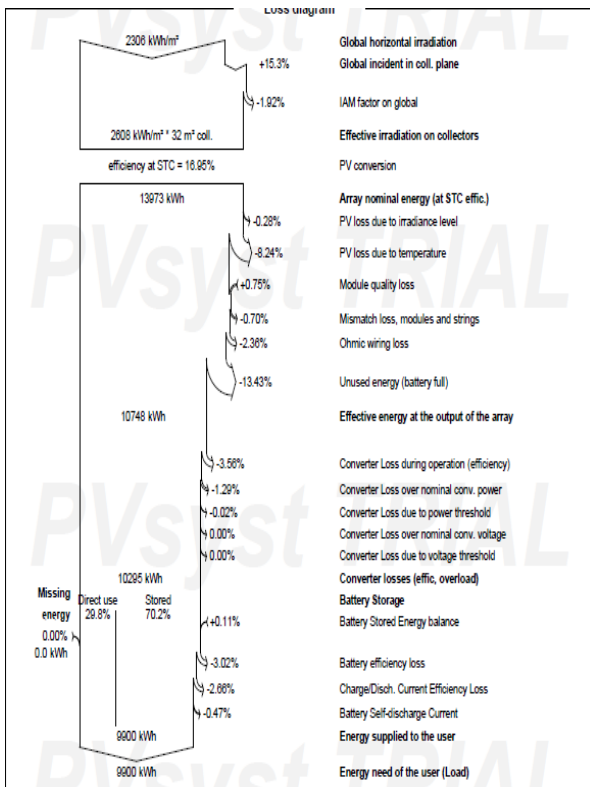 Loss diagram
2306 kWh/m² Global horizontal irradiation
+15.3% Global incident in coll. plane
-1.92% IAM factor on global
2608 kWh/m² * 32 m² coll. Effective irradiation on collectors
efficiency at STC = 16.95% PV conversion
13973 kWh Array nominal energy (at STC effic.)
-0.28% PV loss due to irradiance level
-8.24% PV loss due to temperature
+0.75% Module quality loss
-0.70% Mismatch loss, modules and strings
-2.36% Ohmic wiring loss
-13.43% Unused energy (battery full)
10748 kWh Effective energy at the output of the array
-3.56% Converter Loss during operation (efficiency)
-1.29% Converter Loss over nominal conv. power
-0.02% Converter Loss due to power threshold
0.00% Converter Loss over nominal conv. voltage
0.00% Converter Loss due to voltage threshold
10295 kWh Converter losses (effic, overload)
Missing energy
0.00%
0.0 kWh
Direct use Stored Battery Storage
29.8% 70.2%
+0.11% Battery Stored Energy balance
-3.02% Battery efficiency loss
-2.66% Charge/Disch. Current Efficiency Loss
-0.47% Battery Self-discharge Current
9900 kWh Energy supplied to the user
9900 kWh Energy need of the user (Load)
PVsyst TRIAL
PVsyst TRIAL
PVsyst TRIAL
PVsyst TRIAL